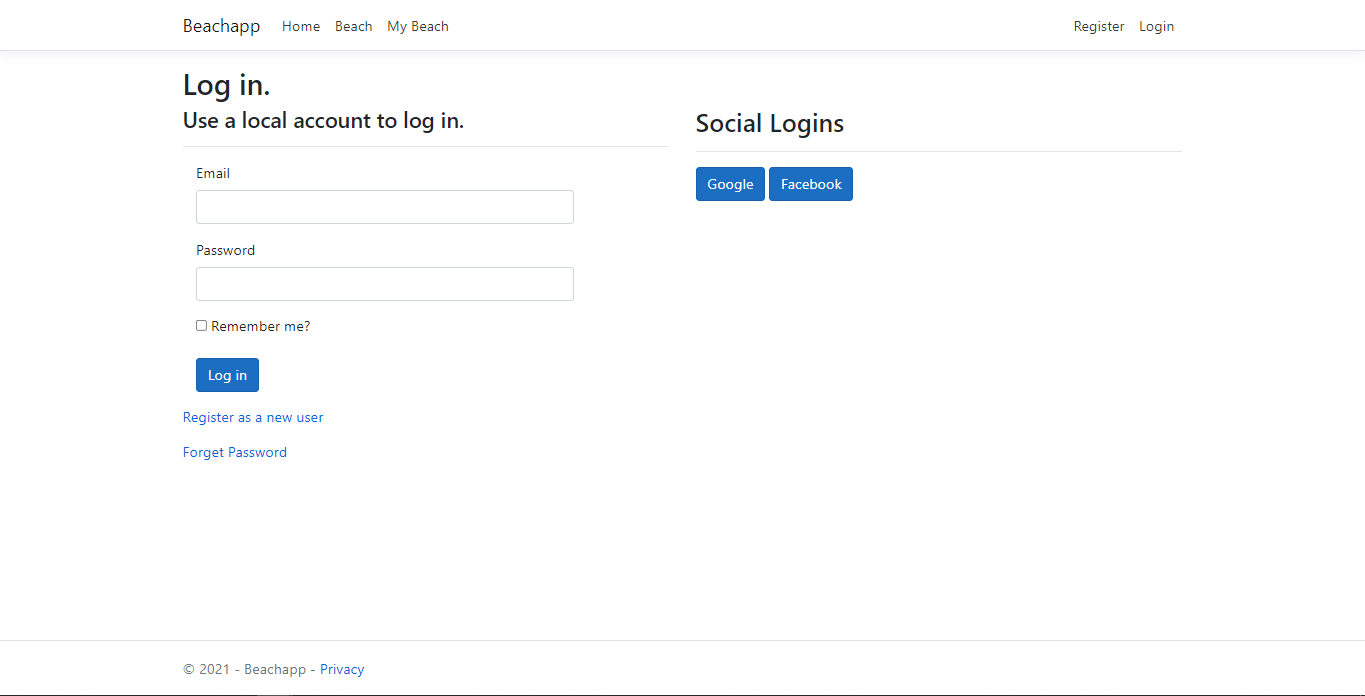 Beachapp Home Beach My Beach Register Login
Log in.
Use a local account to log in.
Email
Password
Remember me?
Log in
Register as a new user
Forget Password
Social Logins
Google Facebook
© 2021 - Beachapp - Privacy